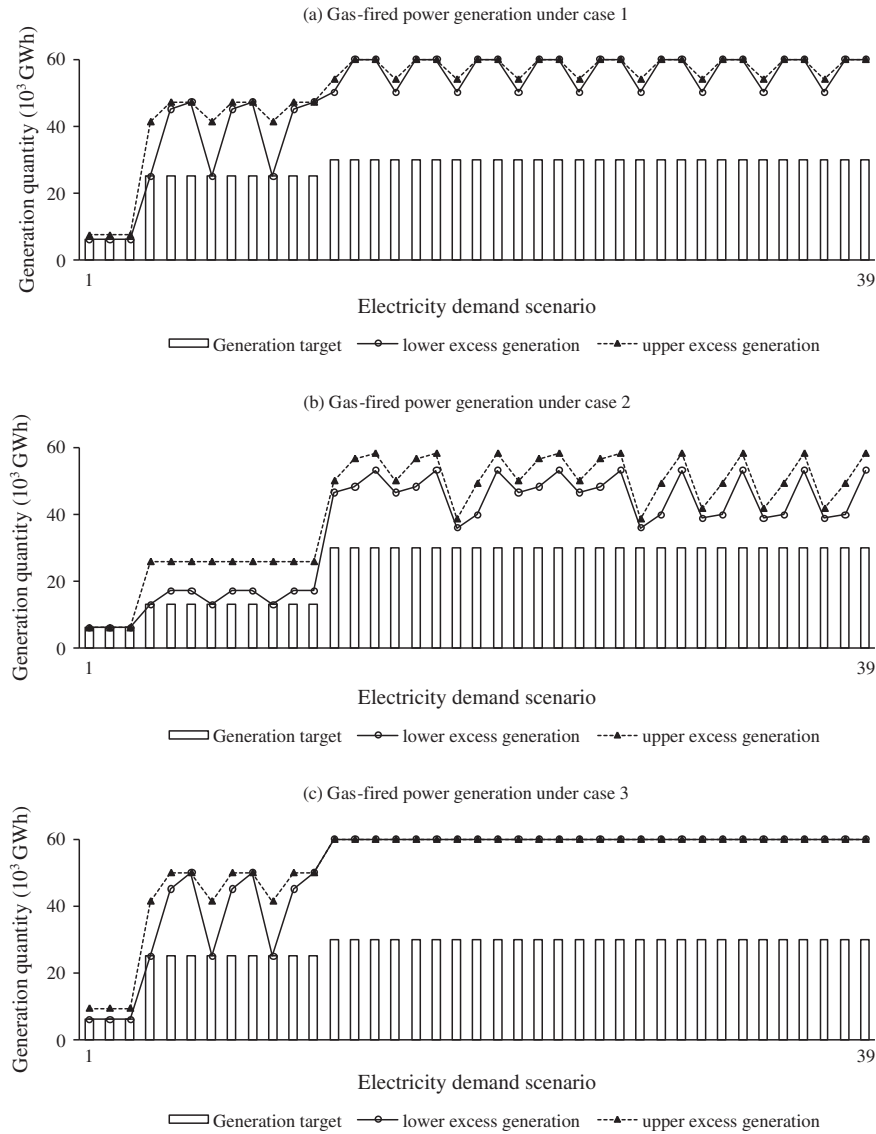 (a) Gas-fired power generation under case 1
Generation quantity (10³ GWh)
60
40
20
0
1
39
Electricity demand scenario
Generation target
lower excess generation
upper excess generation
(b) Gas-fired power generation under case 2
Generation quantity (10³ GWh)
60
40
20
0
1
39
Electricity demand scenario
Generation target
lower excess generation
upper excess generation
(c) Gas-fired power generation under case 3
Generation quantity (10³ GWh)
60
40
20
0
1
39
Electricity demand scenario
Generation target
lower excess generation
upper excess generation